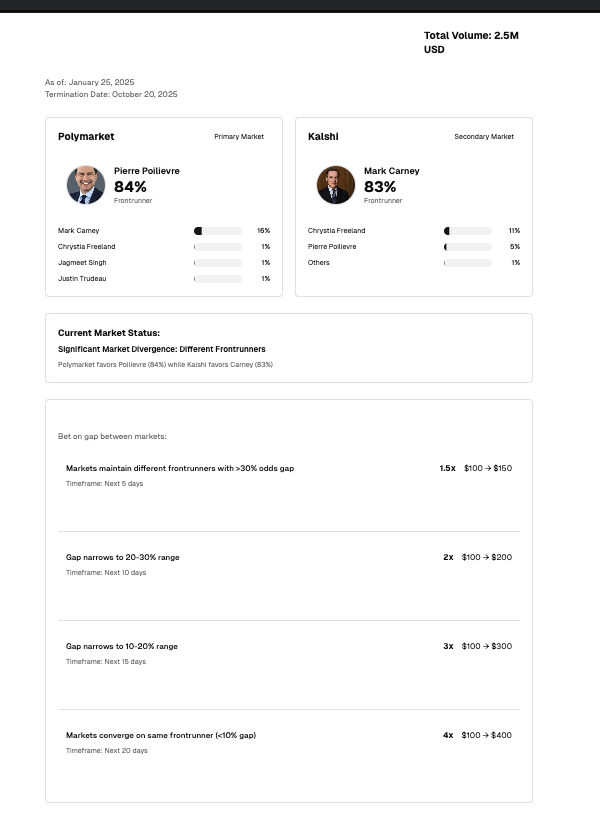 Total Volume: 2.5M
USD
As of: January 25, 2025
Termination Date: October 20, 2025
Polymarket
Primary Market
Pierre Poilievre
84%
Frontrunner
Mark Carney 16%
Chrystia Freeland 1%
Jagmeet Singh 1%
Justin Trudeau 1%
Kalshi
Secondary Market
Mark Carney
83%
Frontrunner
Chrystia Freeland 11%
Pierre Poilievre 5%
Others 1%
Current Market Status:
Significant Market Divergence: Different Frontrunners
Polymarket favors Poilievre (84%) while Kalshi favors Carney (83%)
Bet on gap between markets:
Markets maintain different frontrunners with >30% odds gap 1.5x $100 → $150
Timeframe: Next 5 days
Gap narrows to 20-30% range 2x $100 → $200
Timeframe: Next 10 days
Gap narrows to 10-20% range 3x $100 → $300
Timeframe: Next 15 days
Markets converge on same frontrunner (<10% gap) 4x $100 → $400
Timeframe: Next 20 days